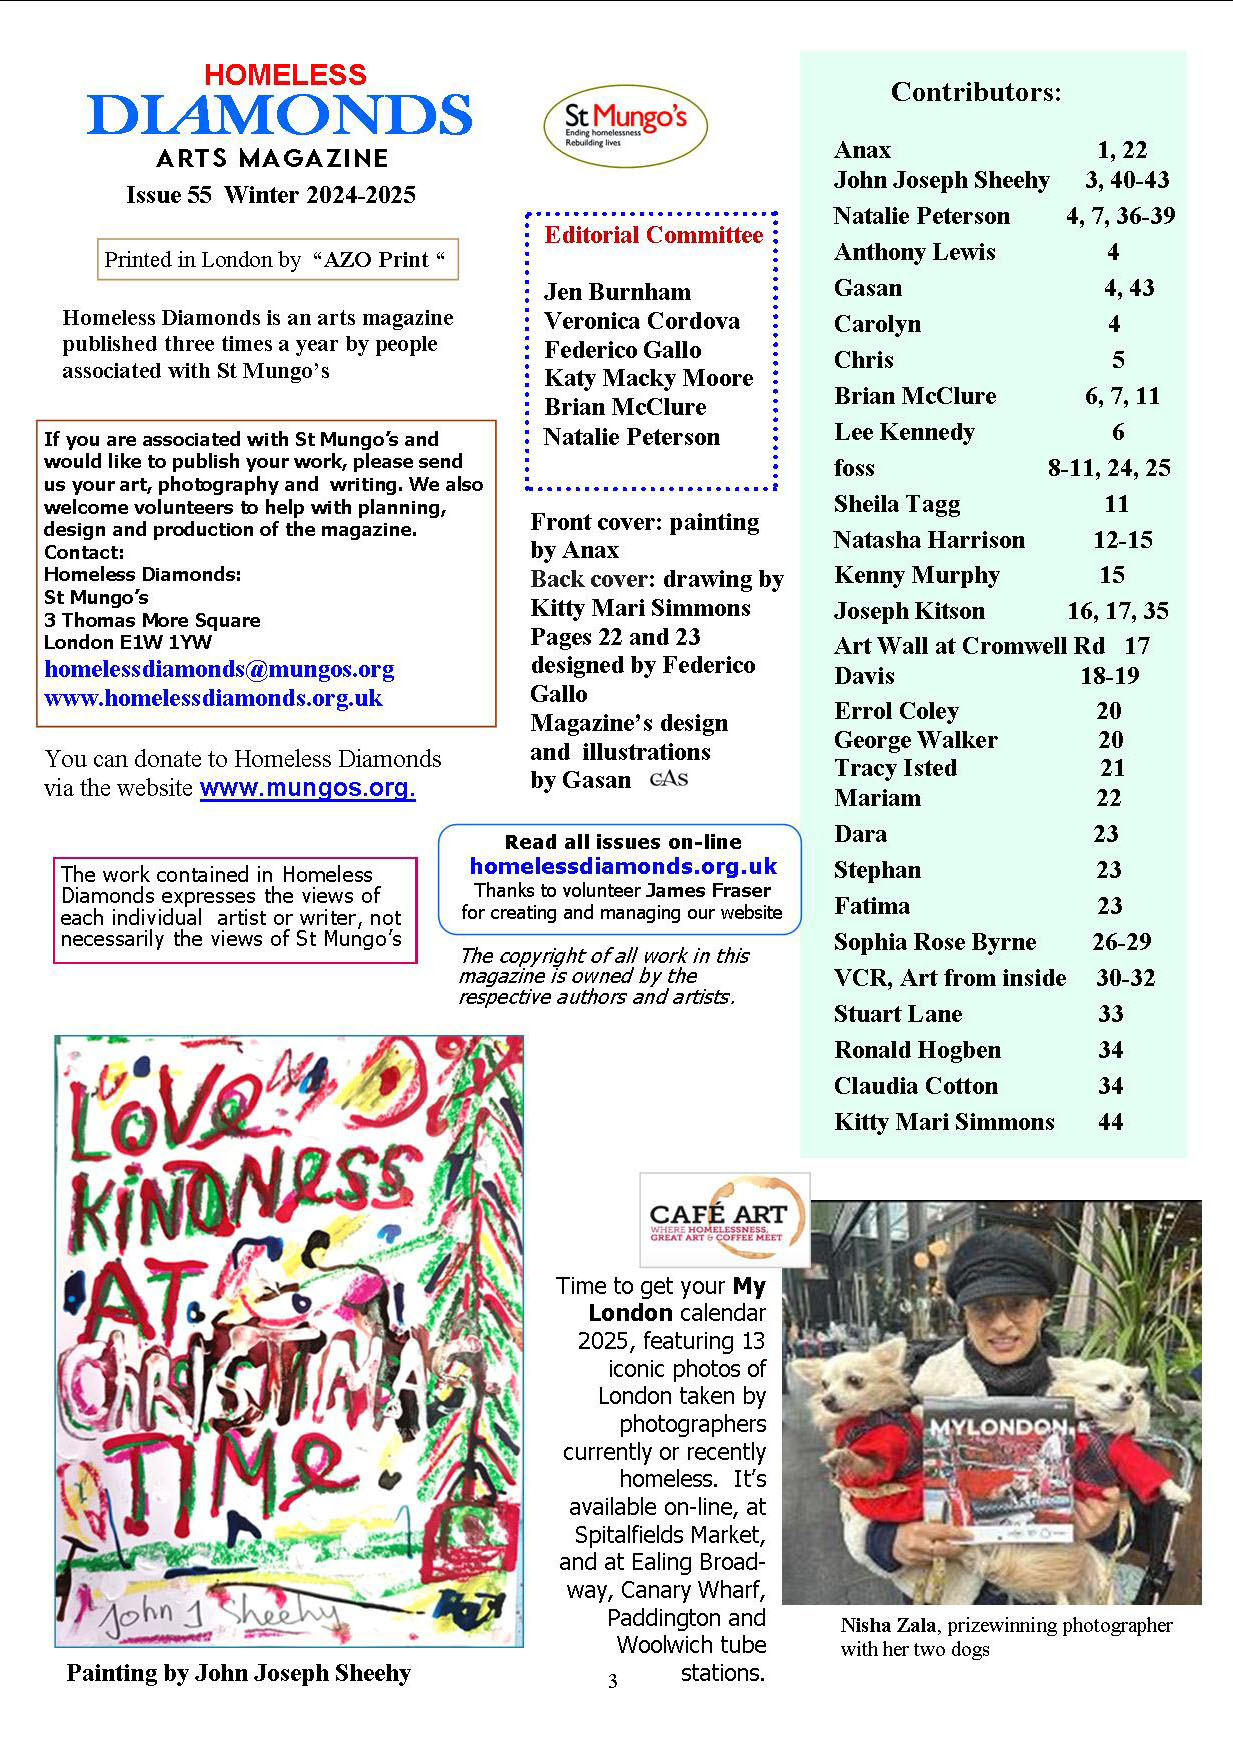 HOMELESS
DIAMONDS
ARTS MAGAZINE
Issue 55  Winter 2024-2025
Printed in London by  “AZO Print “
Homeless Diamonds is an arts magazine
published three times a year by people
associated with St Mungo’s
If you are associated with St Mungo’s and
would like to publish your work, please send
us your art, photography and  writing. We also
welcome volunteers to help with planning,
design and production of the magazine.
Contact:
Homeless Diamonds:
St Mungo’s
3 Thomas More Square
London E1W 1YW
homelessdiamonds@mungos.org
www.homelessdiamonds.org.uk
You can donate to Homeless Diamonds
via the website www.mungos.org.
The work contained in Homeless
Diamonds expresses the views of
each individual  artist or writer, not
necessarily the views of St Mungo’s
St Mungo’s
Ending homelessness
Rebuilding lives
Editorial Committee
Jen Burnham
Veronica Cordova
Federico Gallo
Katy Macky Moore
Brian McClure
Natalie Peterson
Front cover: painting
by Anax
Back cover: drawing by
Kitty Mari Simmons
Pages 22 and 23
designed by Federico
Gallo
Magazine’s design
and  illustrations
by Gasan GAS
Read all issues on-line
homelessdiamonds.org.uk
Thanks to volunteer James Fraser
for creating and managing our website
The copyright of all work in this
magazine is owned by the
respective authors and artists.
Contributors:
Anax 1, 22
John Joseph Sheehy 3, 40-43
Natalie Peterson 4, 7, 36-39
Anthony Lewis 4
Gasan 4, 43
Carolyn 4
Chris 5
Brian McClure 6, 7, 11
Lee Kennedy 6
foss 8-11, 24, 25
Sheila Tagg 11
Natasha Harrison 12-15
Kenny Murphy 15
Joseph Kitson 16, 17, 35
Art Wall at Cromwell Rd 17
Davis 18-19
Errol Coley 20
George Walker 20
Tracy Isted 21
Mariam 22
Dara 23
Stephan 23
Fatima 23
Sophia Rose Byrne 26-29
VCR, Art from inside 30-32
Stuart Lane 33
Ronald Hogben 34
Claudia Cotton 34
Kitty Mari Simmons 44
LOVE
KINDNESS
AT
CHRISTMAS
TIME
John J Sheehy
Painting by John Joseph Sheehy
CAFÉ ART
WHERE HOMELESSNESS,
GREAT ART & COFFEE MEET
Time to get your My
London calendar
2025, featuring 13
iconic photos of
London taken by
photographers
currently or recently
homeless.  It’s
available on-line, at
Spitalfields Market,
and at Ealing Broad-
way, Canary Wharf,
Paddington and
Woolwich tube
stations.
MYLONDON
Nisha Zala, prizewinning photographer
with her two dogs
3